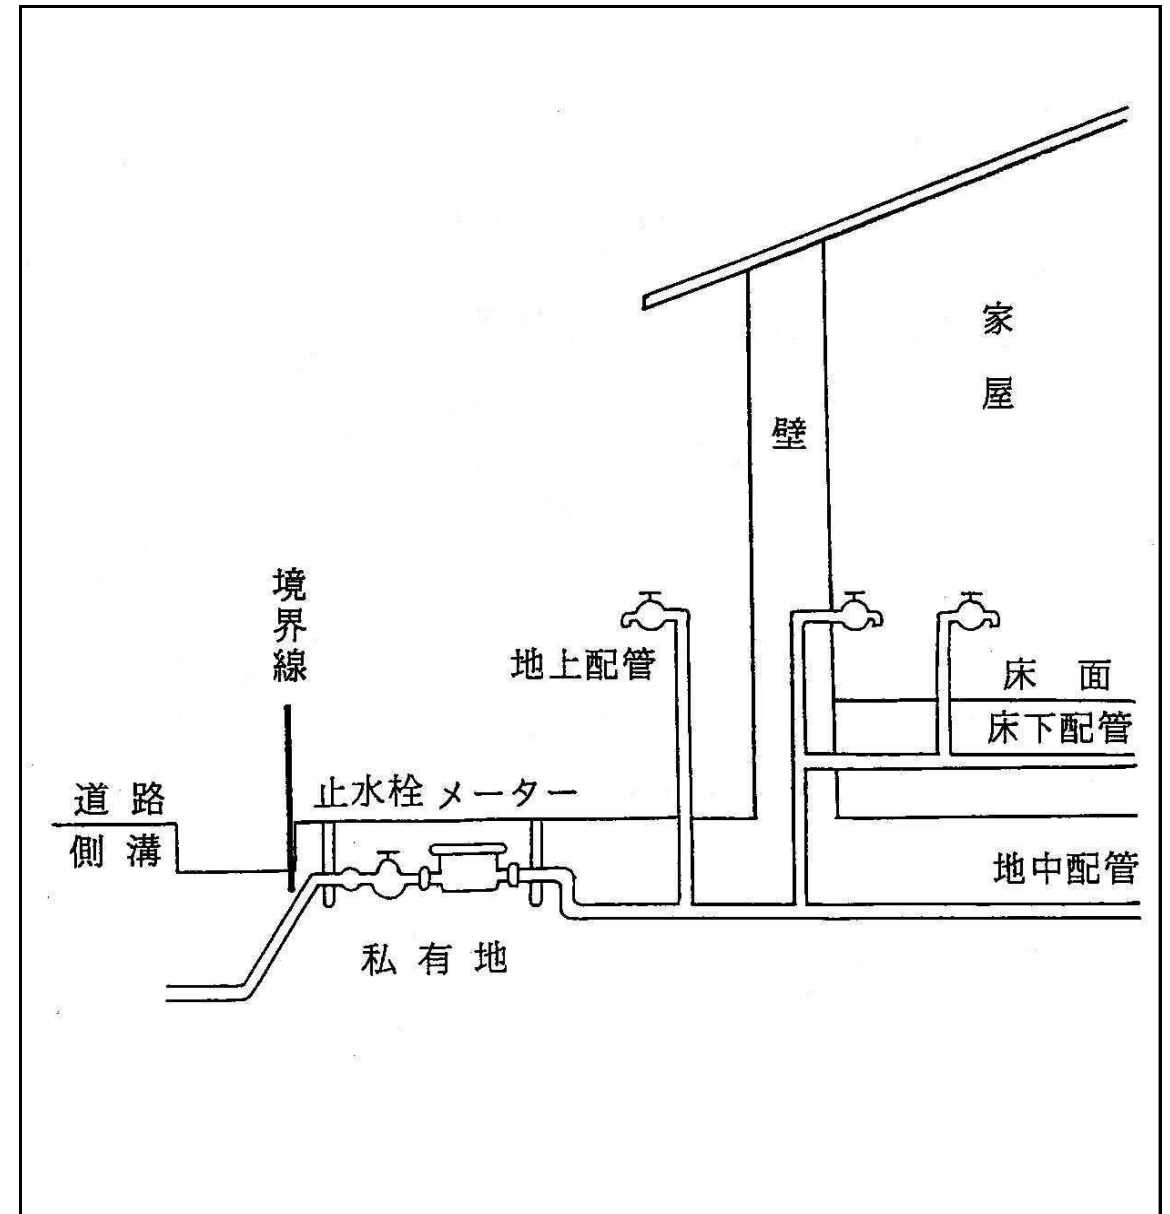 家屋
壁
境界線
地上配管
床面
床下配管
道路
側溝
止水栓 メーター
地中配管
私有地